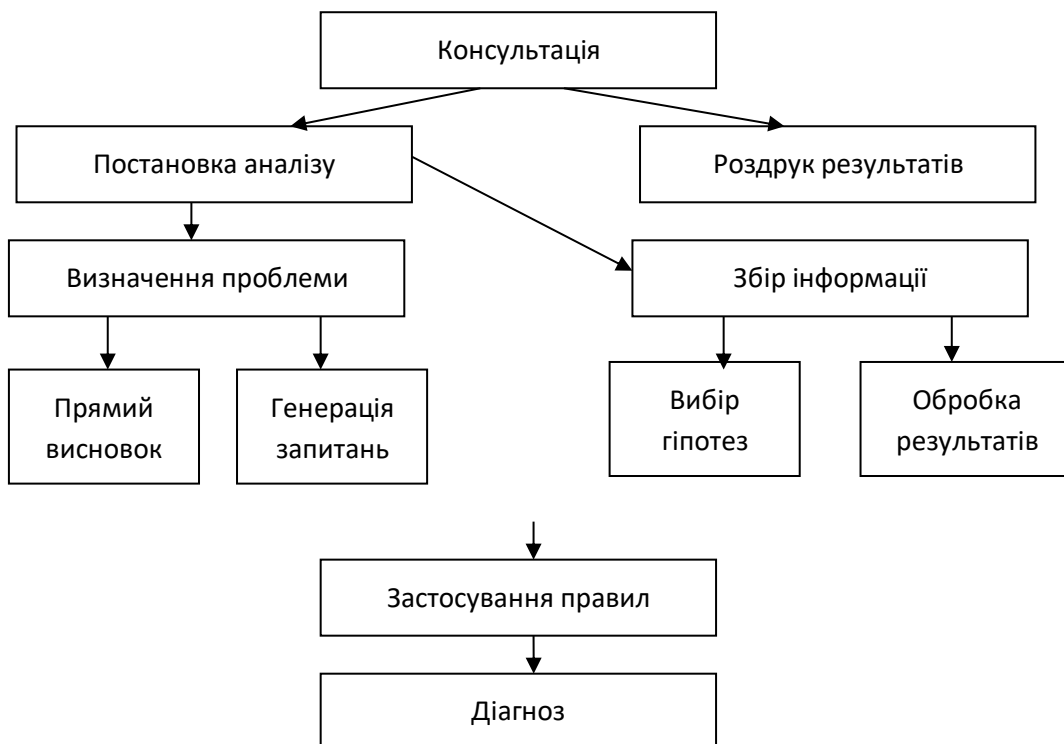 Консультація
Постановка аналізу
Роздрук результатів
Визначення проблеми
Збір інформації
Прямий
висновок
Генерація
запитань
Вибір
гіпотез
Обробка
результатів
Застосування правил
Діагноз